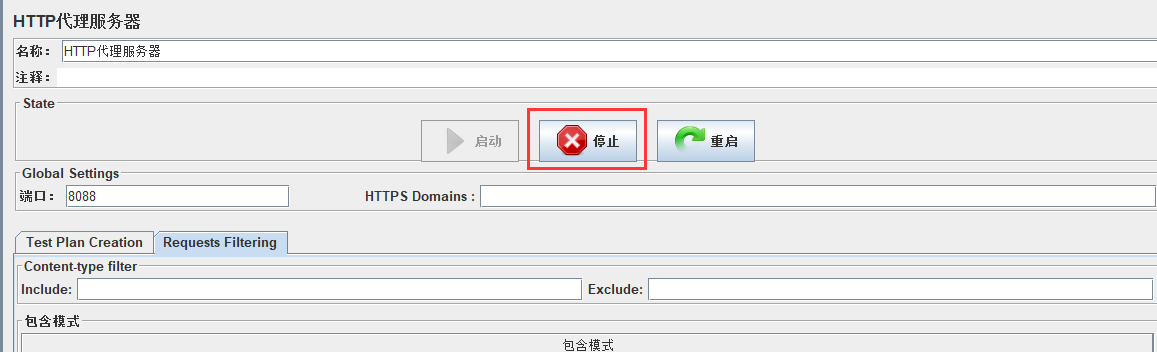 HTTP代理服务器
名称： HTTP代理服务器
注释：
State
启动 停止 重启
Global Settings
端口： 8088 HTTPS Domains :
Test Plan Creation Requests Filtering
Content-type filter
Include: Exclude:
包含模式
包含模式